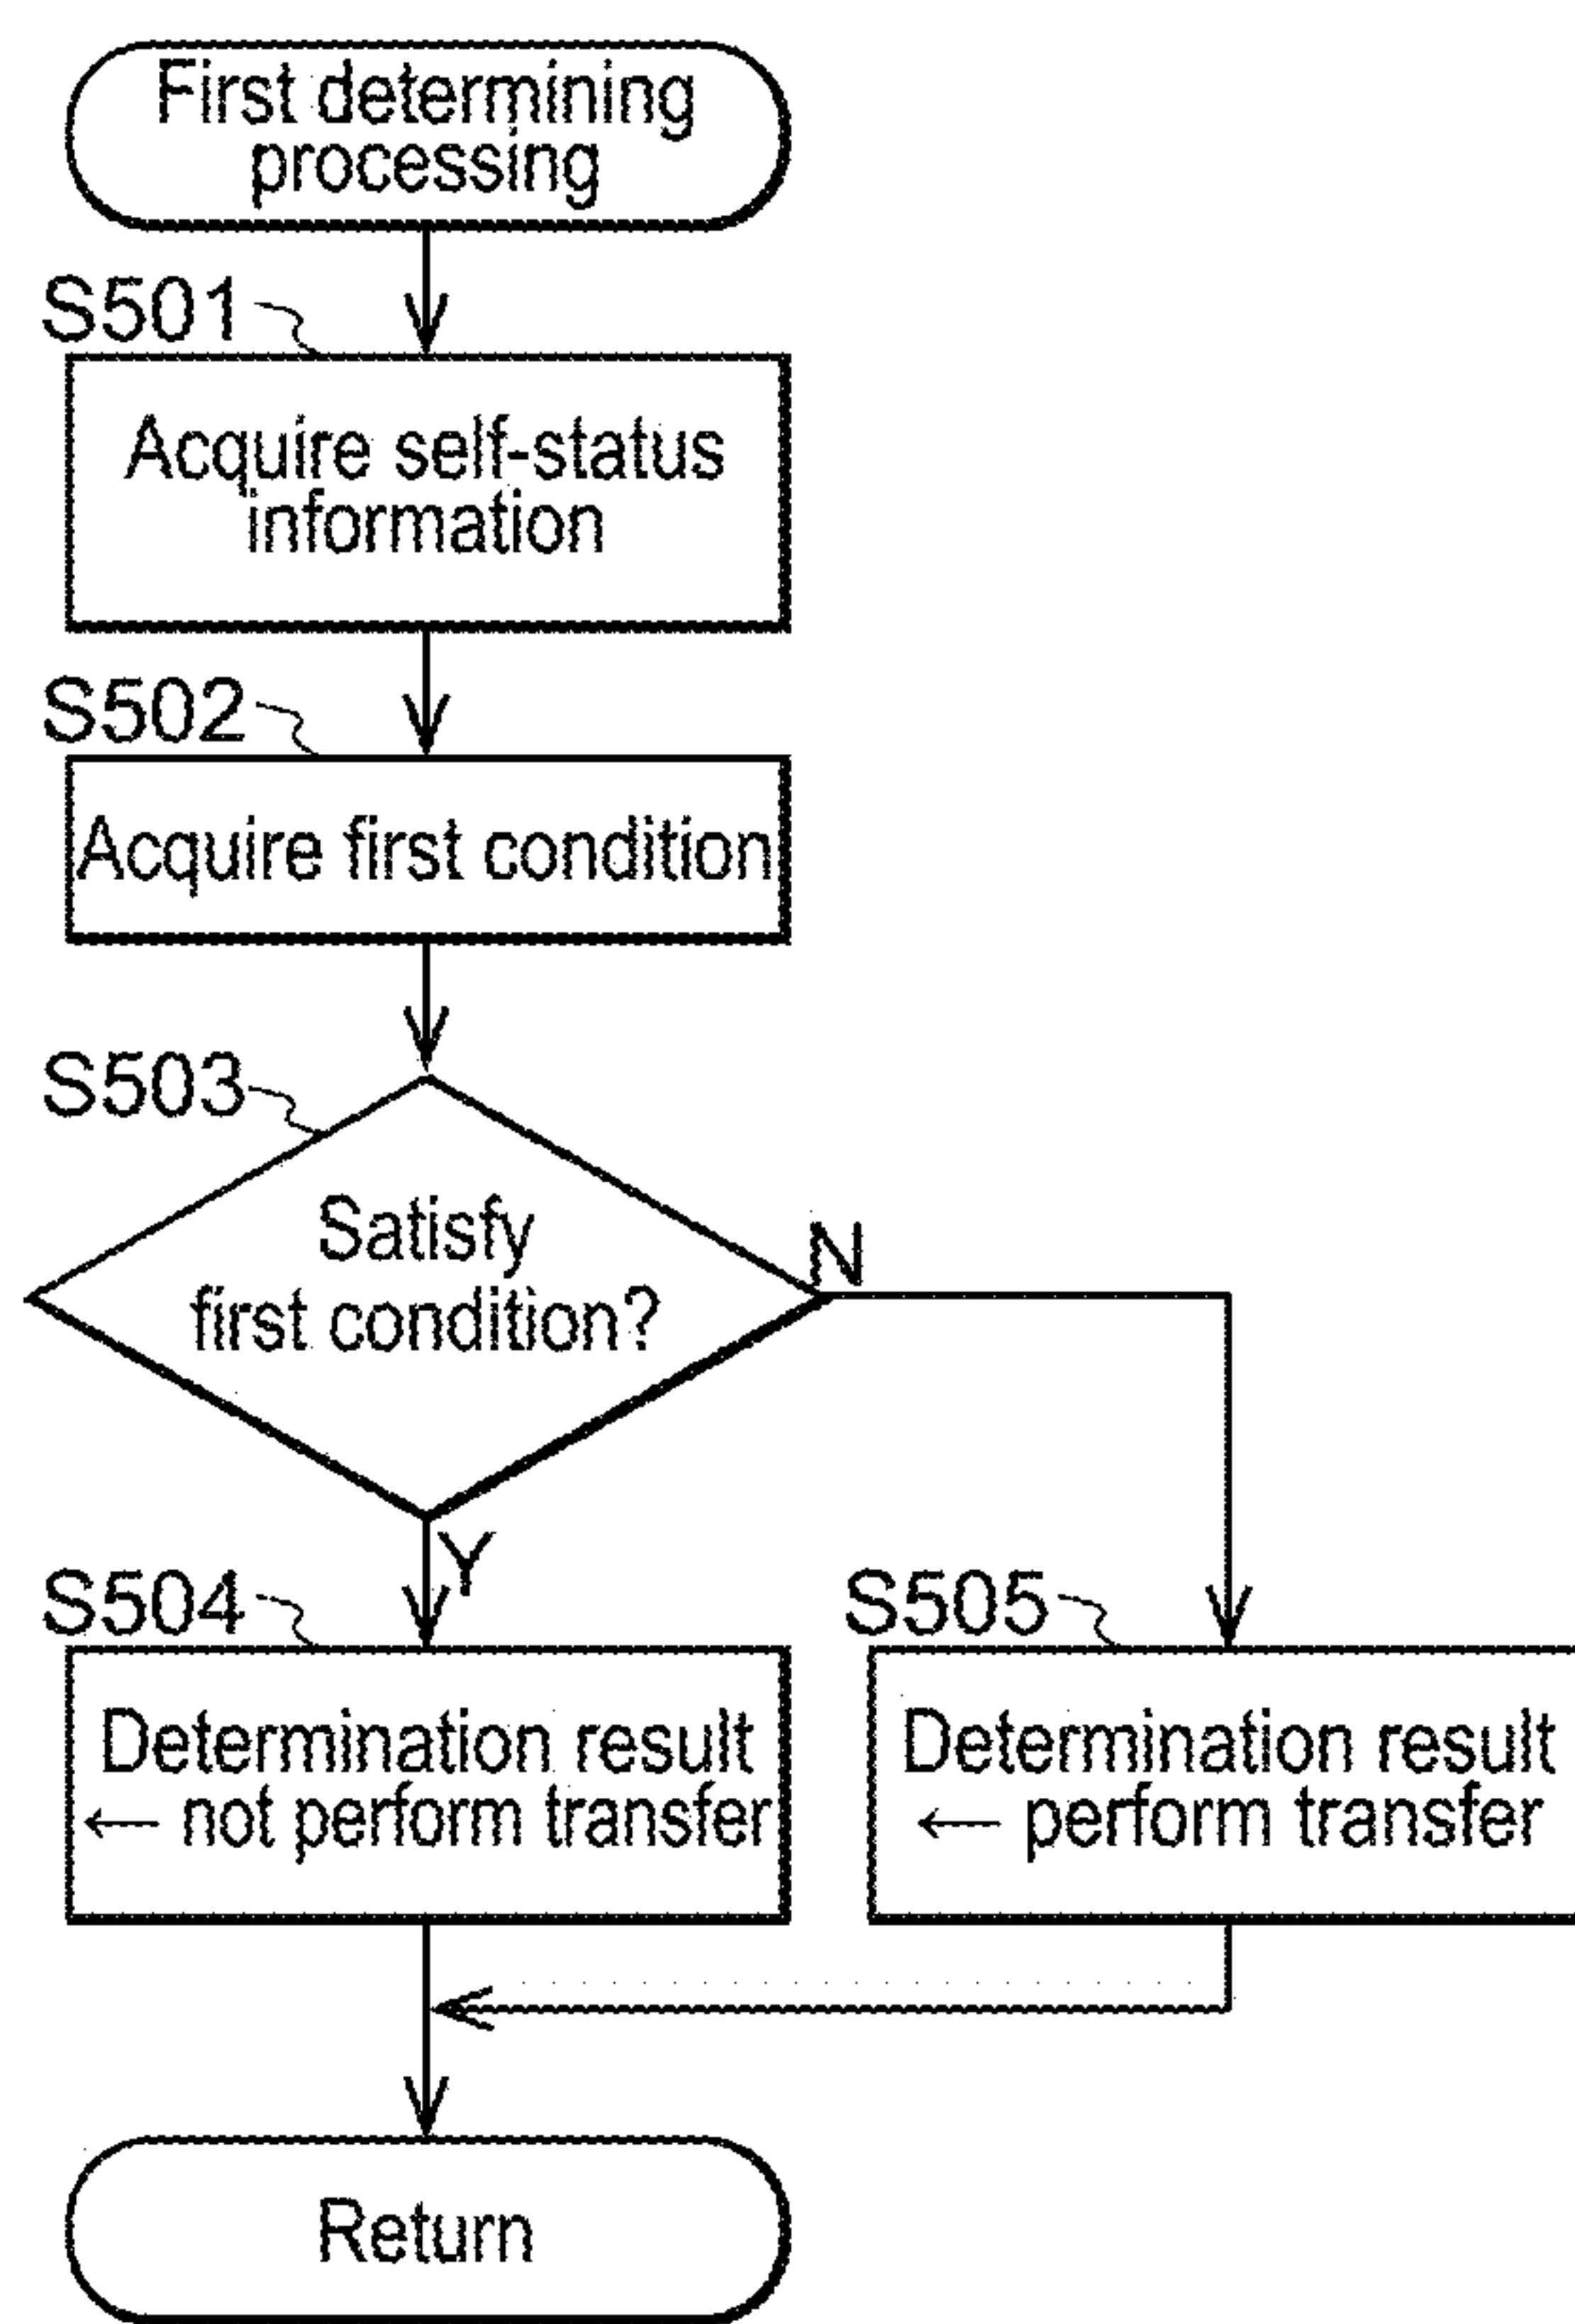 First determining
processing
S501
Acquire self-status
information
S502
Acquire first condition
S503
Satisfy
first condition?
N
Y
S504
Determination result
← not perform transfer
S505
Determination result
← perform transfer
Return